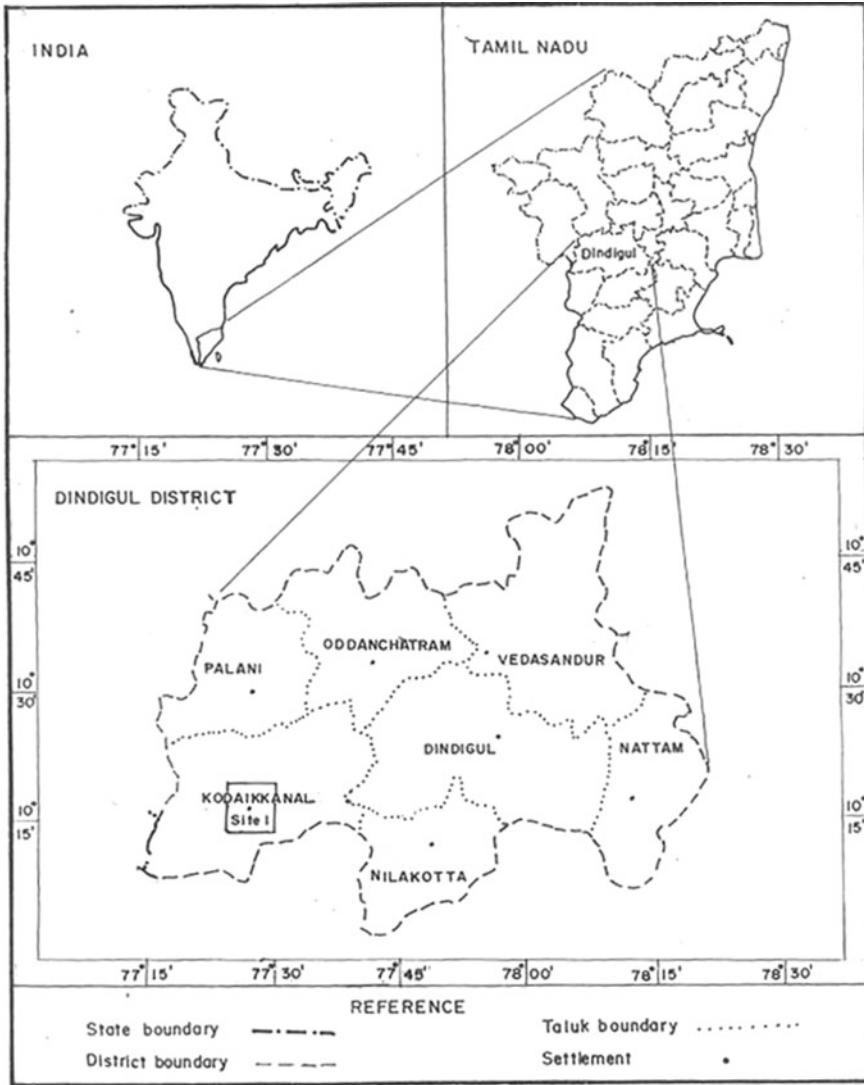 INDIA
TAMIL NADU
Dindigul
77° 15' 77° 30' 77° 45' 78° 00' 78° 15' 78° 30'
DINDIGUL DISTRICT
10° 45'
10° 45'
ODDANCHATRAM
VEDASANDUR
PALANI
10° 30'
10° 30'
DINDIGUL
NATTAM
KODAIKKANAL
Site I
10° 15'
10° 15'
NILAKOTTA
77° 15' 77° 30' 77° 45' 78° 00' 78° 15' 78° 30'
REFERENCE
State boundary
Taluk boundary
District boundary
Settlement